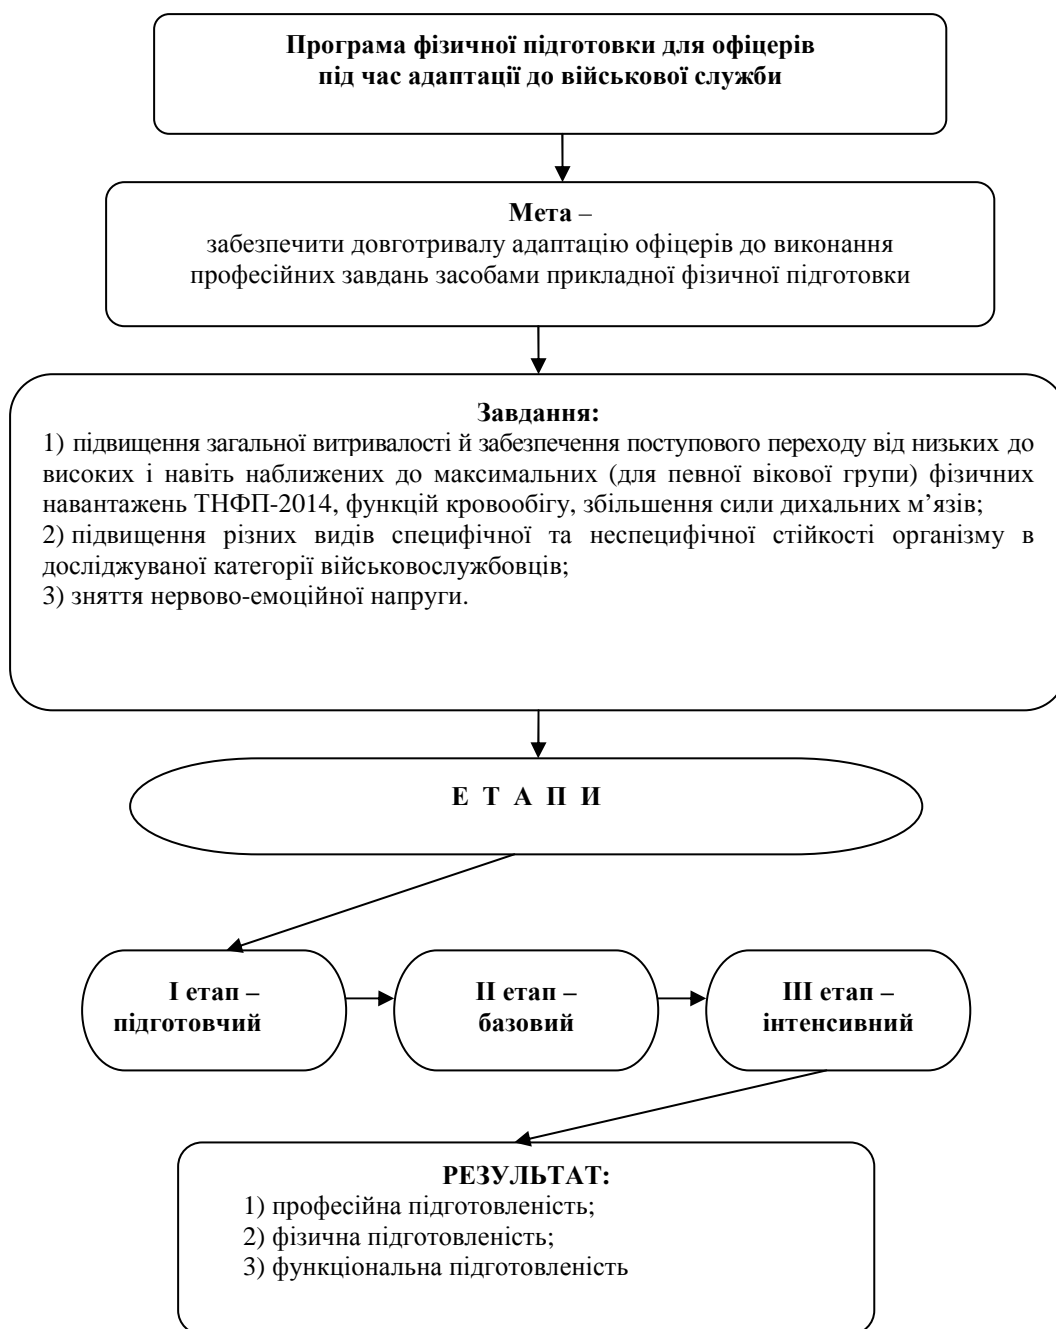 Програма фізичної підготовки для офіцерів
під час адаптації до військової служби
Мета –
забезпечити довготривалу адаптацію офіцерів до виконання
професійних завдань засобами прикладної фізичної підготовки
Завдання:
1) підвищення загальної витривалості й забезпечення поступового переходу від низьких до
високих і навіть наближених до максимальних (для певної вікової групи) фізичних
навантажень ТНФП-2014, функцій кровообігу, збільшення сили дихальних м’язів;
2) підвищення різних видів специфічної та неспецифічної стійкості організму в
досліджуваної категорії військовослужбовців;
3) зняття нервово-емоційної напруги.
Е Т А П И
І етап –
підготовчий
ІІ етап –
базовий
ІІІ етап –
інтенсивний
РЕЗУЛЬТАТ:
1) професійна підготовленість;
2) фізична підготовленість;
3) функціональна підготовленість